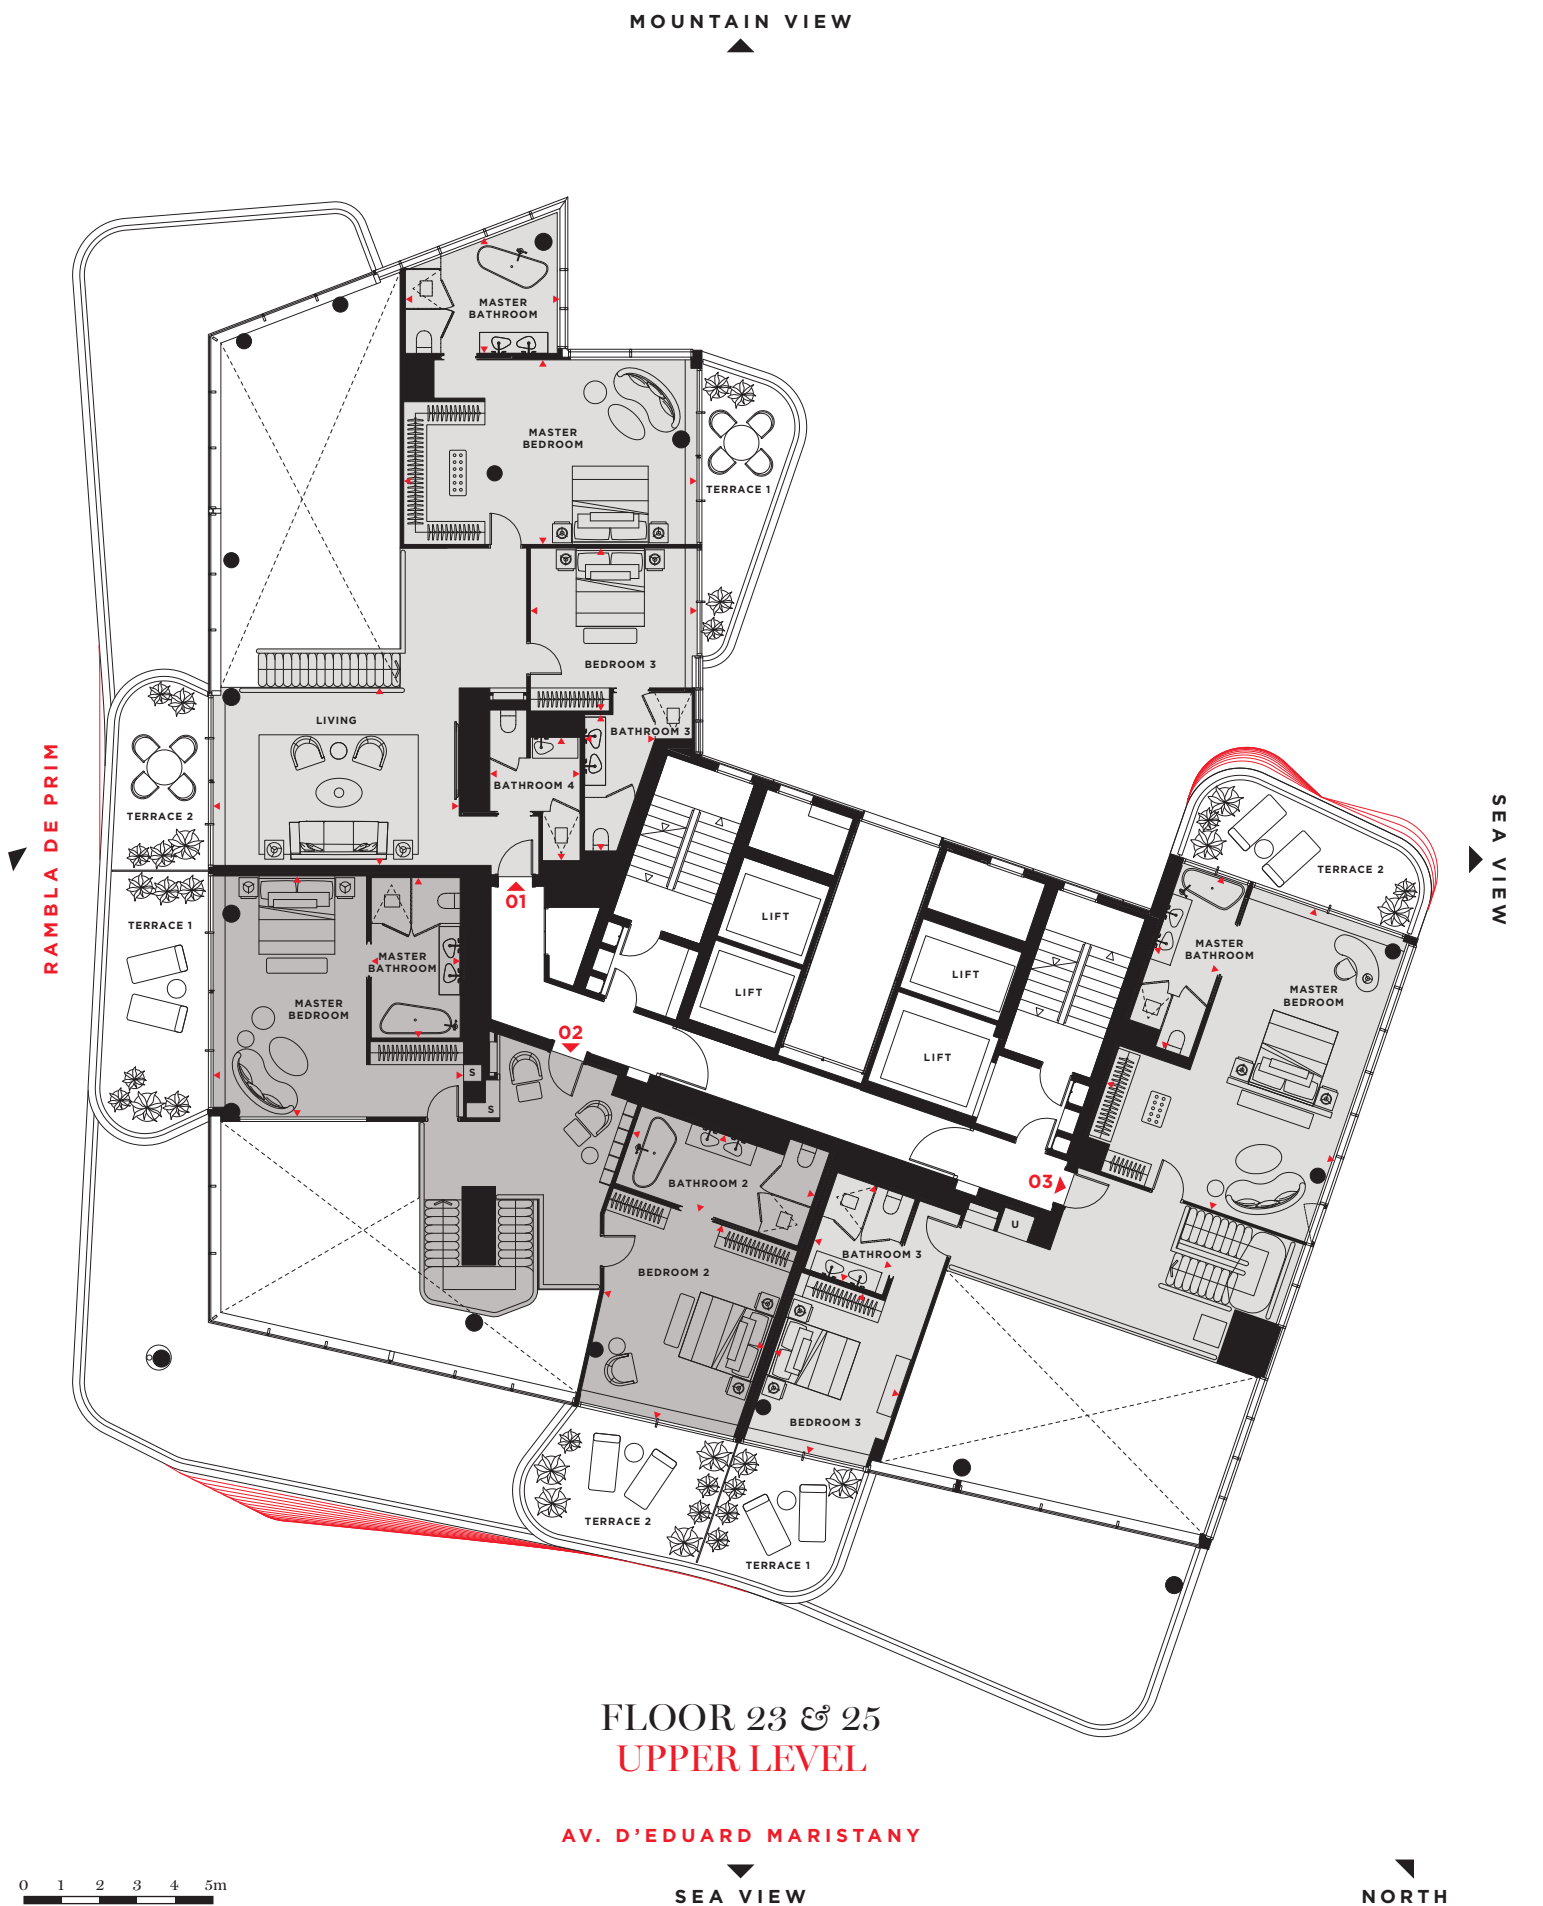 MOUNTAIN VIEW
MASTER
BATHROOM
MASTER
BEDROOM
TERRACE 1
BEDROOM 3
LIVING
BATHROOM 3
BATHROOM 4
TERRACE 2
RAMBLA DE PRIM
SEA VIEW
TERRACE 2
01
LIFT
TERRACE 1
MASTER
BATHROOM
MASTER
BEDROOM
LIFT
LIFT
MASTER
BATHROOM
MASTER
BEDROOM
02
LIFT
S
S
BATHROOM 2
03
U
BATHROOM 3
BEDROOM 2
BEDROOM 3
TERRACE 2
TERRACE 1
FLOOR 23 & 25
UPPER LEVEL
AV. D'EDUARD MARISTANY
0 1 2 3 4 5m
SEA VIEW
NORTH